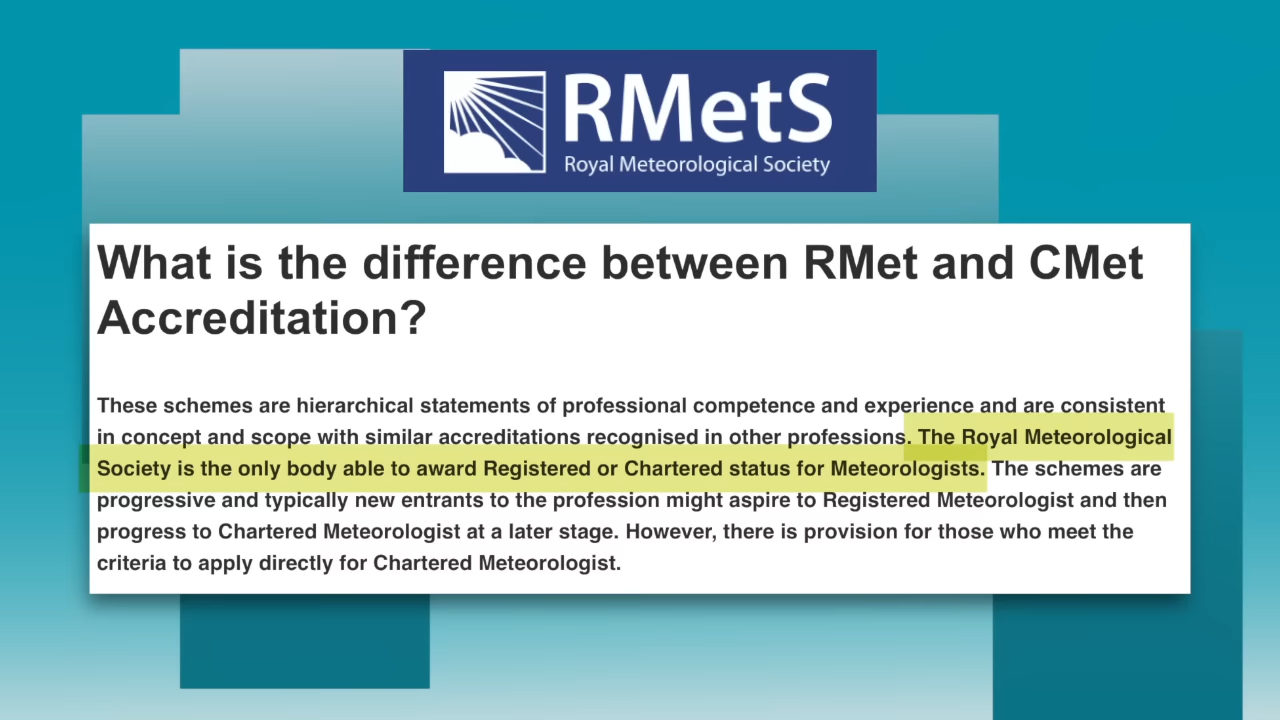 RMetS
Royal Meteorological Society
What is the difference between RMet and CMet
Accreditation?
These schemes are hierarchical statements of professional competence and experience and are consistent
in concept and scope with similar accreditations recognised in other professions. The Royal Meteorological
Society is the only body able to award Registered or Chartered status for Meteorologists. The schemes are
progressive and typically new entrants to the profession might aspire to Registered Meteorologist and then
progress to Chartered Meteorologist at a later stage. However, there is provision for those who meet the
criteria to apply directly for Chartered Meteorologist.